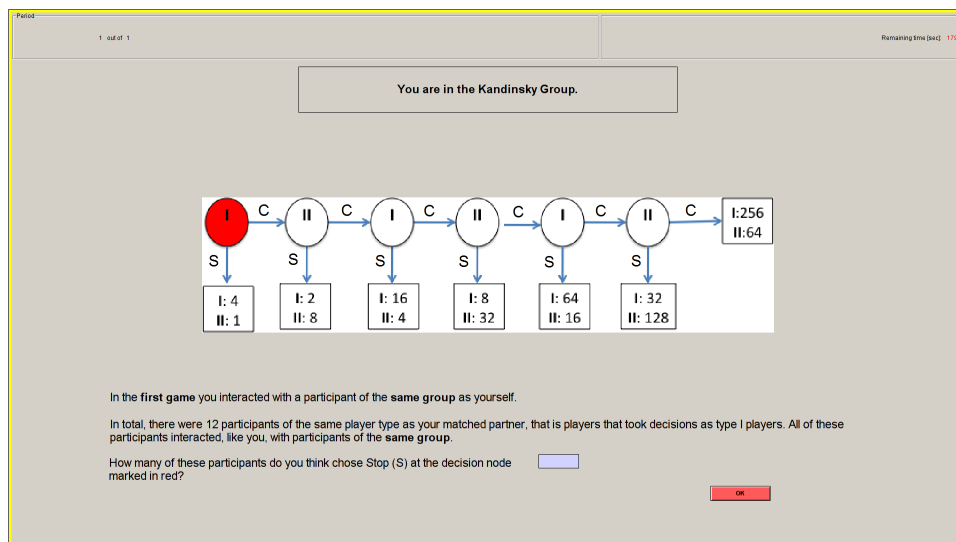 Period
1 out of 1
Remaining time [sec]: 179
You are in the Kandinsky Group.
I C II C I C II C I C II C I:256
II:64
S S S S S S
I: 4 I: 2 I: 16 I: 8 I: 64 I: 32
II: 1 II: 8 II: 4 II: 32 II: 16 II: 128
In the first game you interacted with a participant of the same group as yourself.
In total, there were 12 participants of the same player type as your matched partner, that is players that took decisions as type I players. All of these
participants interacted, like you, with participants of the same group.
How many of these participants do you think chose Stop (S) at the decision node
marked in red?
OK